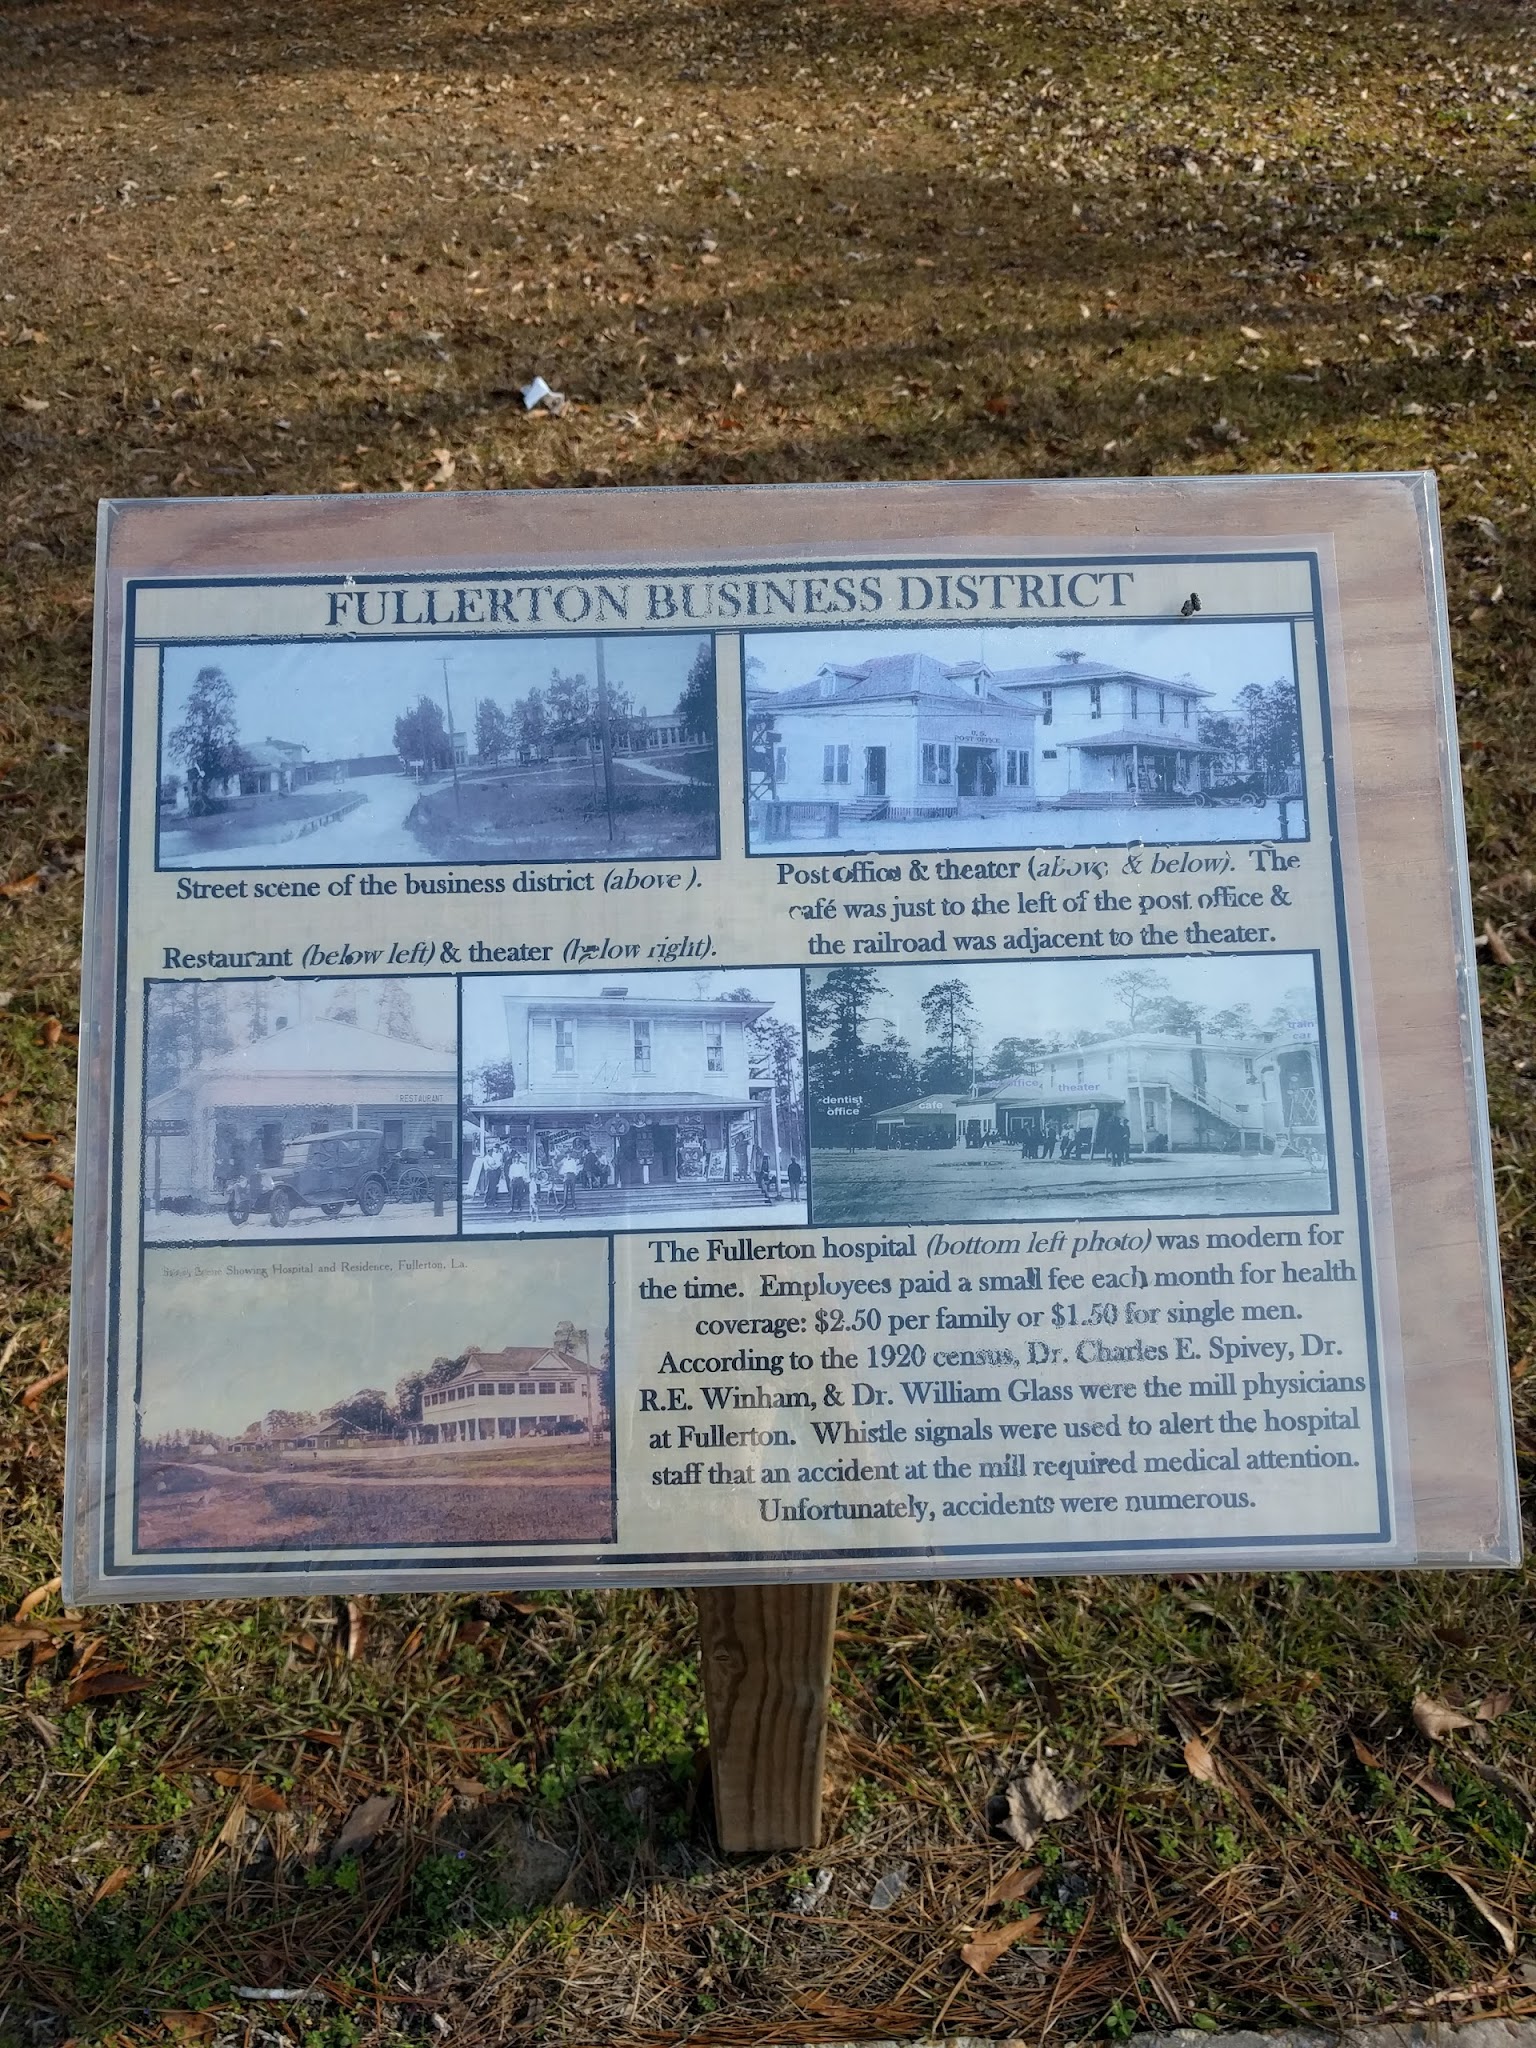 FULLERTON BUSINESS DISTRICT
U. S.
POST OFFICE
Street scene of the business district (above).
Post office & theater (above & below). The
café was just to the left of the post office &
the railroad was adjacent to the theater.
Restaurant (below left) & theater (below right).
RESTAURANT
dentist
office
cafe
office
theater
train
car
Scene Showing Hospital and Residence, Fullerton, La.
The Fullerton hospital (bottom left photo) was modern for
the time. Employees paid a small fee each month for health
coverage: $2.50 per family or $1.50 for single men.
According to the 1920 census, Dr. Charles E. Spivey, Dr.
R.E. Winham, & Dr. William Glass were the mill physicians
at Fullerton. Whistle signals were used to alert the hospital
staff that an accident at the mill required medical attention.
Unfortunately, accidents were numerous.